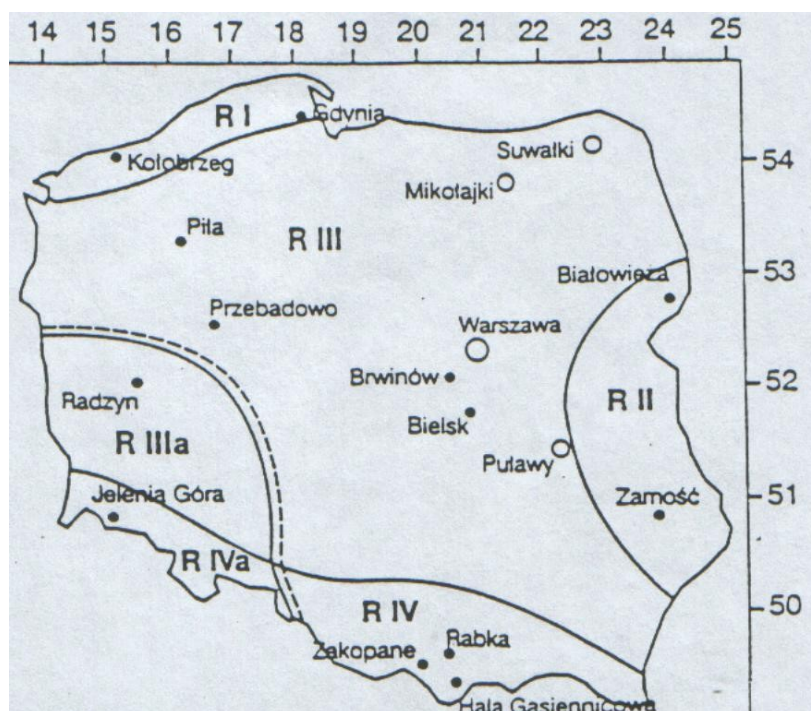 14 15 16 17 18 19 20 21 22 23 24 25
R I
Gdynia
Kołobrzeg
Suwałki
54
Mikołajki
Piła
R III
53
Białowieża
Przebadowo
Warszawa
Brwinów
52
Radzyn
R II
Bielsk
R IIIa
Puławy
Jelenia Góra
Zamość
51
R IVa
R IV
50
Rabka
Zakopane
Hala Gąsiennicowa